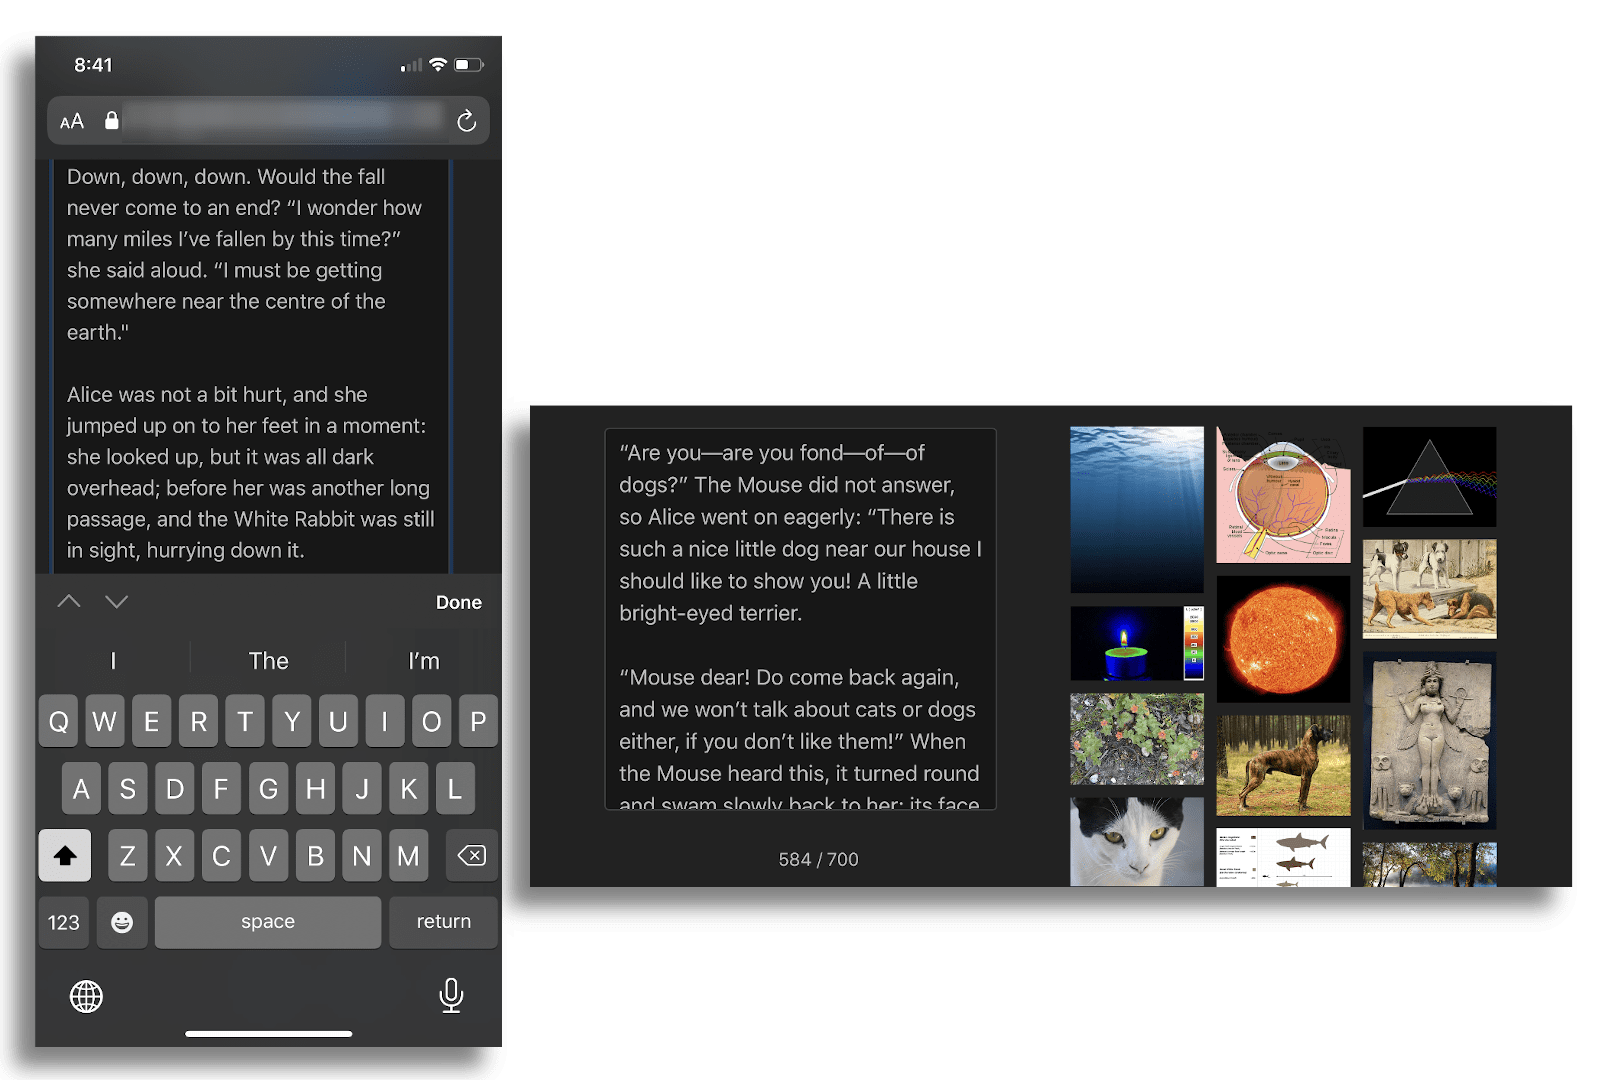 8:41
AA
Down, down, down. Would the fall
never come to an end? “I wonder how
many miles I’ve fallen by this time?”
she said aloud. “I must be getting
somewhere near the centre of the
earth."
Alice was not a bit hurt, and she
jumped up on to her feet in a moment:
she looked up, but it was all dark
overhead; before her was another long
passage, and the White Rabbit was still
in sight, hurrying down it.
Done
I The I’m
Q W E R T Y U I O P
A S D F G H J K L
Z X C V B N M
123 space return
“Are you—are you fond—of—of
dogs?” The Mouse did not answer,
so Alice went on eagerly: “There is
such a nice little dog near our house I
should like to show you! A little
bright-eyed terrier.
“Mouse dear! Do come back again,
and we won’t talk about cats or dogs
either, if you don’t like them!” When
the Mouse heard this, it turned round
and swam slowly back to her: its face
584 / 700
Lens
Retina
Macula
Fovea
Optic nerve
Optic disc